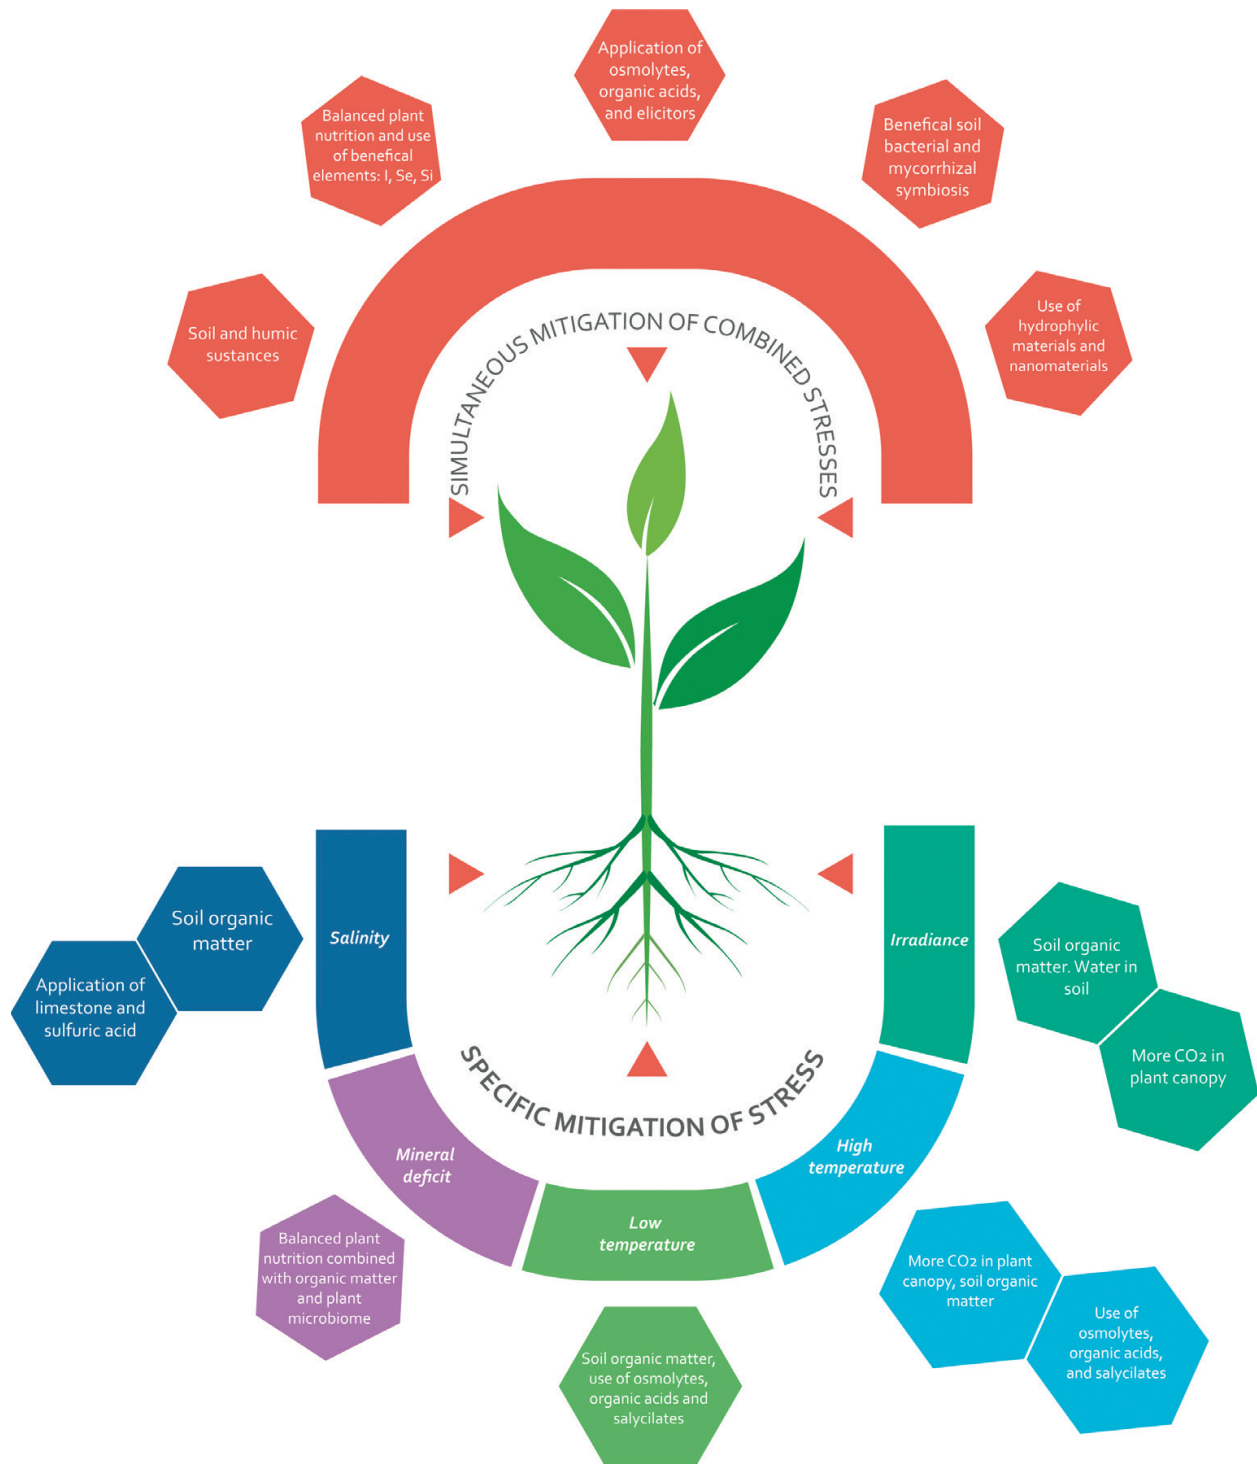 Application of
osmolytes,
organic acids,
and elicitors
Balanced plant
nutrition and use
of benefical
elements: I, Se, Si
Benefical soil
bacterial and
mycorrhizal
symbiosis
Soil and humic
sustances
Use of
hydrophylic
materials and
nanomaterials
SIMULTANEOUS MITIGATION OF COMBINED STRESSES
Salinity
Soil organic
matter
Application of
limestone and
sulfuric acid
Irradiance
Soil organic
matter. Water in
soil
More CO2 in
plant canopy
SPECIFIC MITIGATION OF STRESS
Mineral
deficit
Balanced plant
nutrition combined
with organic matter
and plant
microbiome
Low
temperature
Soil organic matter,
use of osmolytes,
organic acids and
salycilates
High
temperature
More CO2 in plant
canopy, soil organic
matter
Use of
osmolytes,
organic acids,
and salycilates